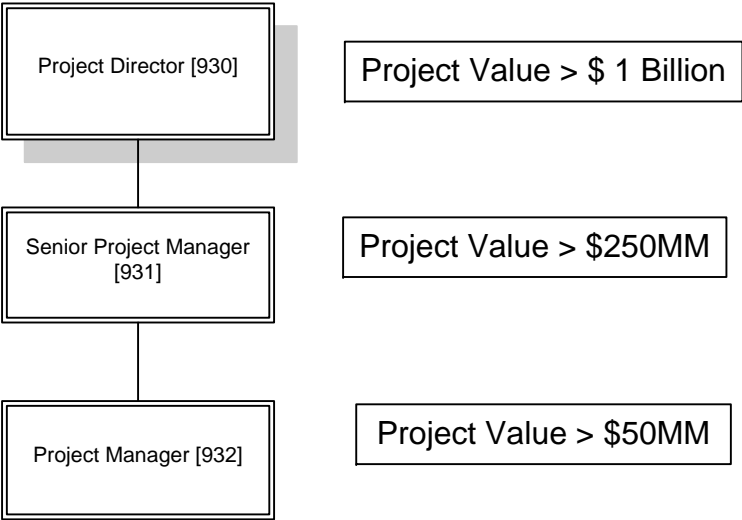 Project Director [930]
Project Value > $ 1 Billion
Senior Project Manager
[931]
Project Value > $250MM
Project Manager [932]
Project Value > $50MM